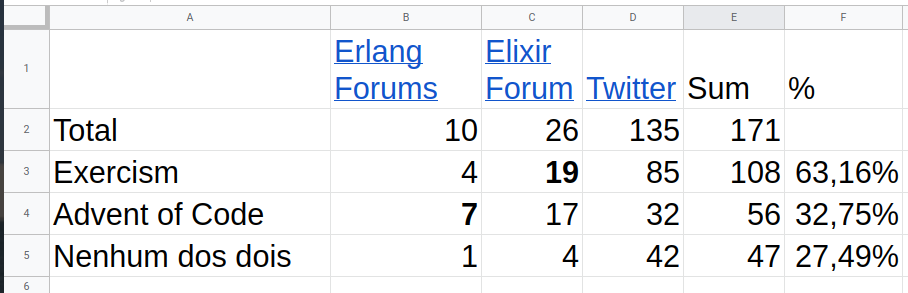 A B C D E F
1 Erlang Forums Elixir Forum Twitter Sum %
2 Total 10 26 135 171
3 Exercism 4 19 85 108 63,16%
4 Advent of Code 7 17 32 56 32,75%
5 Nenhum dos dois 1 4 42 47 27,49%
6